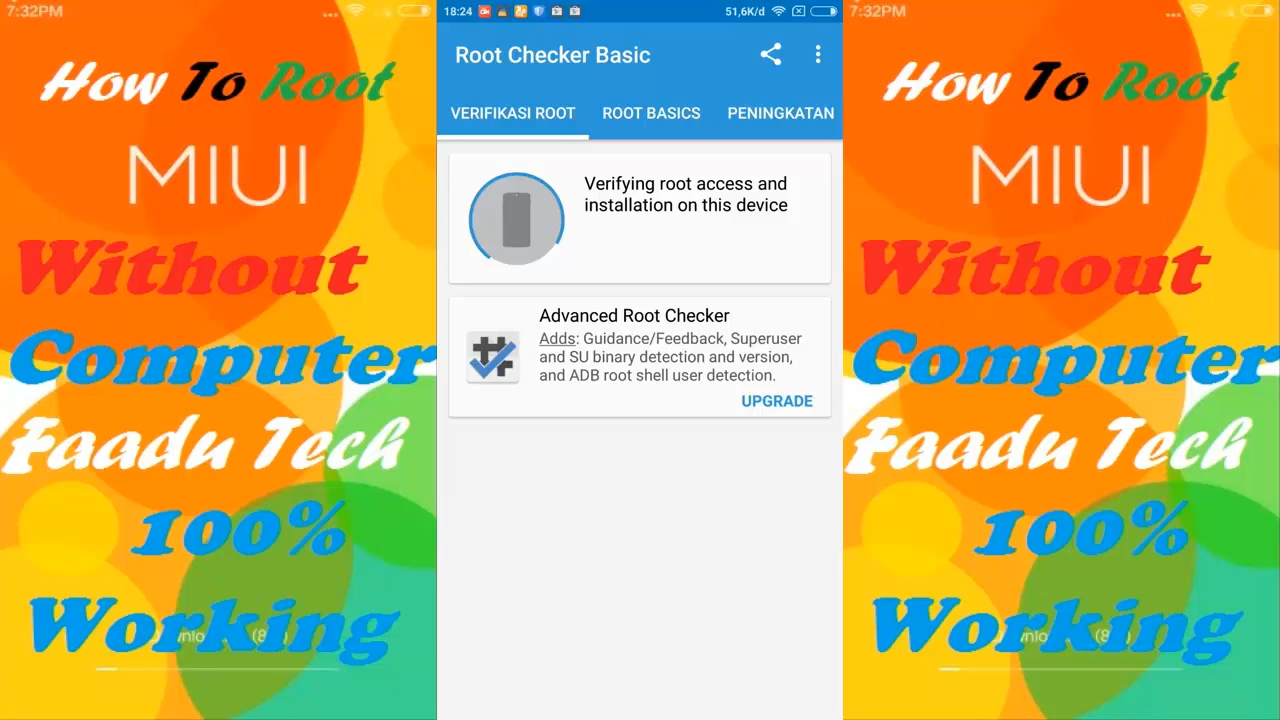 7:32PM
How To Root
MIUI
Without
Computer
Faadu Tech
100%
Working
18:24
51,6K/d
Root Checker Basic
VERIFIKASI ROOT
ROOT BASICS
PENINGKATAN
Verifying root access and
installation on this device
Advanced Root Checker
Adds: Guidance/Feedback, Superuser
and SU binary detection and version,
and ADB root shell user detection.
UPGRADE
7:32PM
How To Root
MIUI
Without
Computer
Faadu Tech
100%
Working